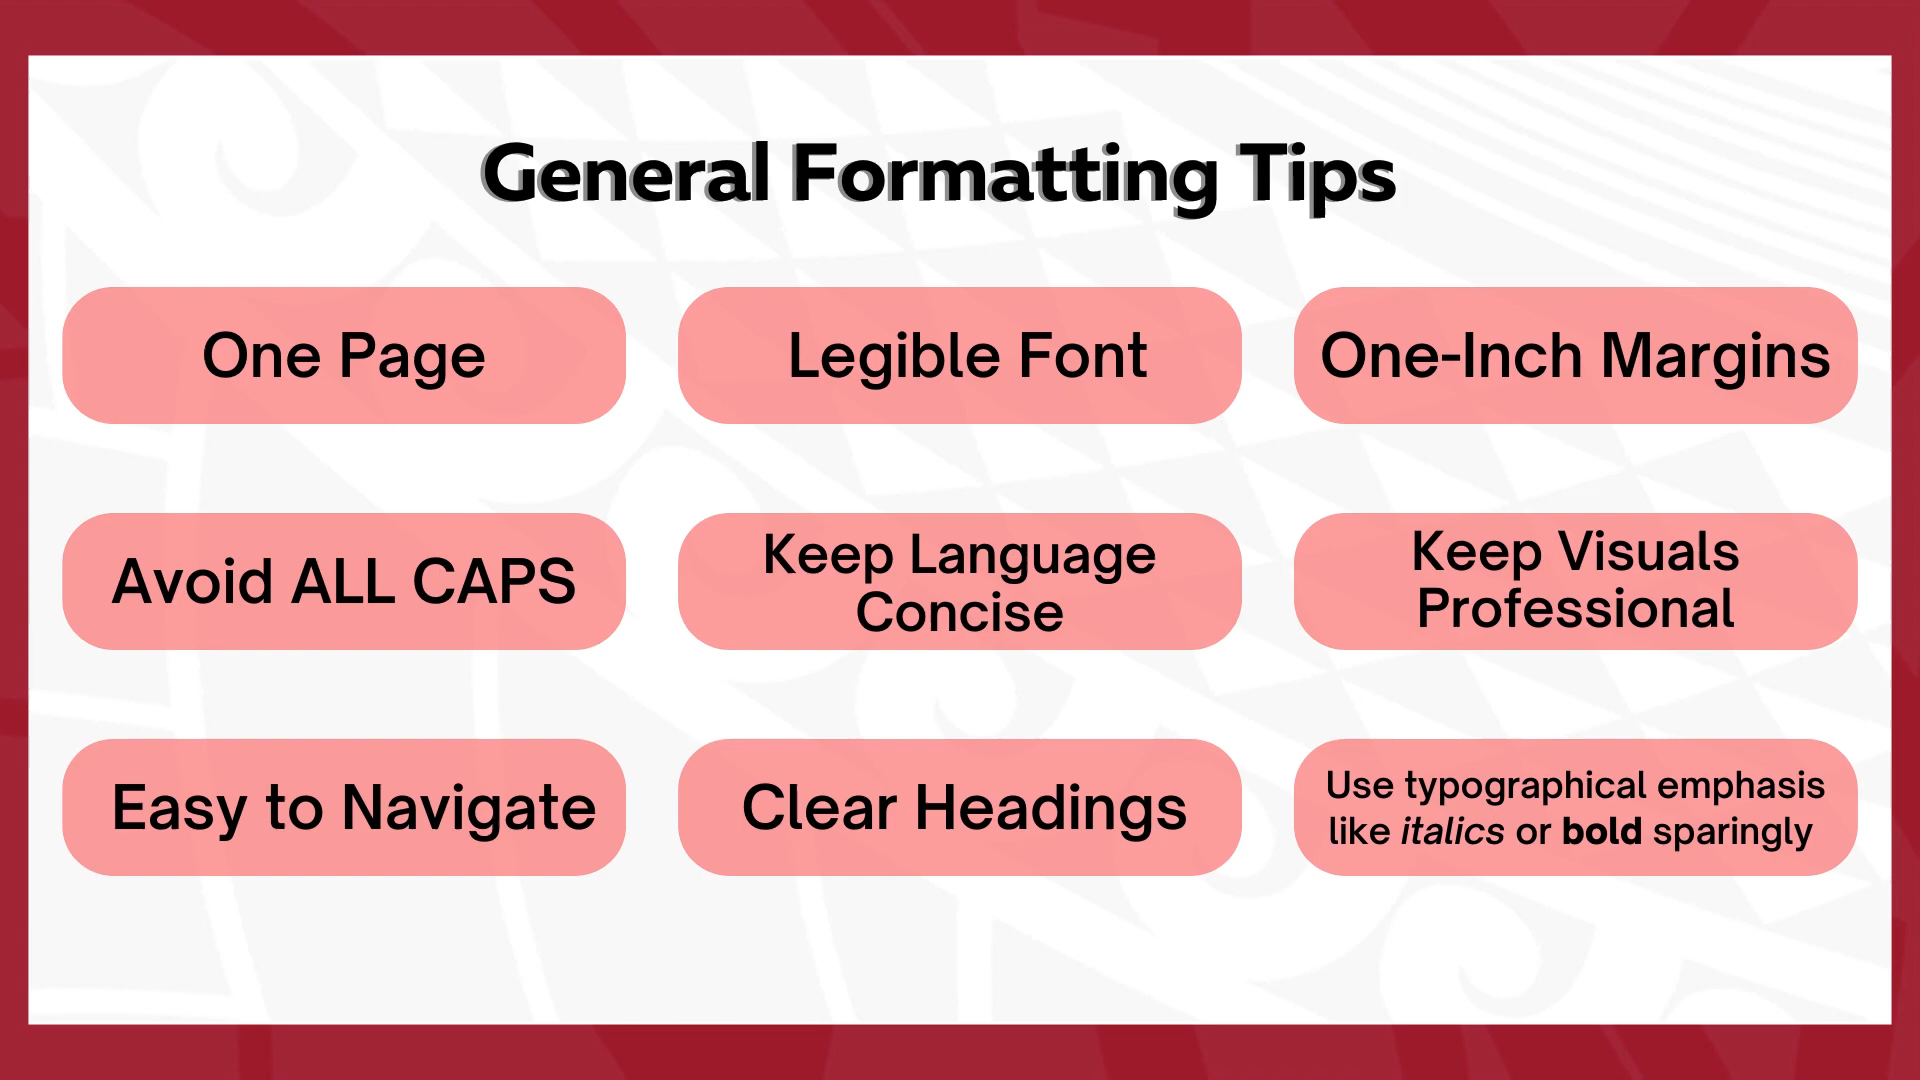 General Formatting Tips
One Page
Legible Font
One-Inch Margins
Avoid ALL CAPS
Keep Language
Concise
Keep Visuals
Professional
Easy to Navigate
Clear Headings
Use typographical emphasis
like italics or bold sparingly